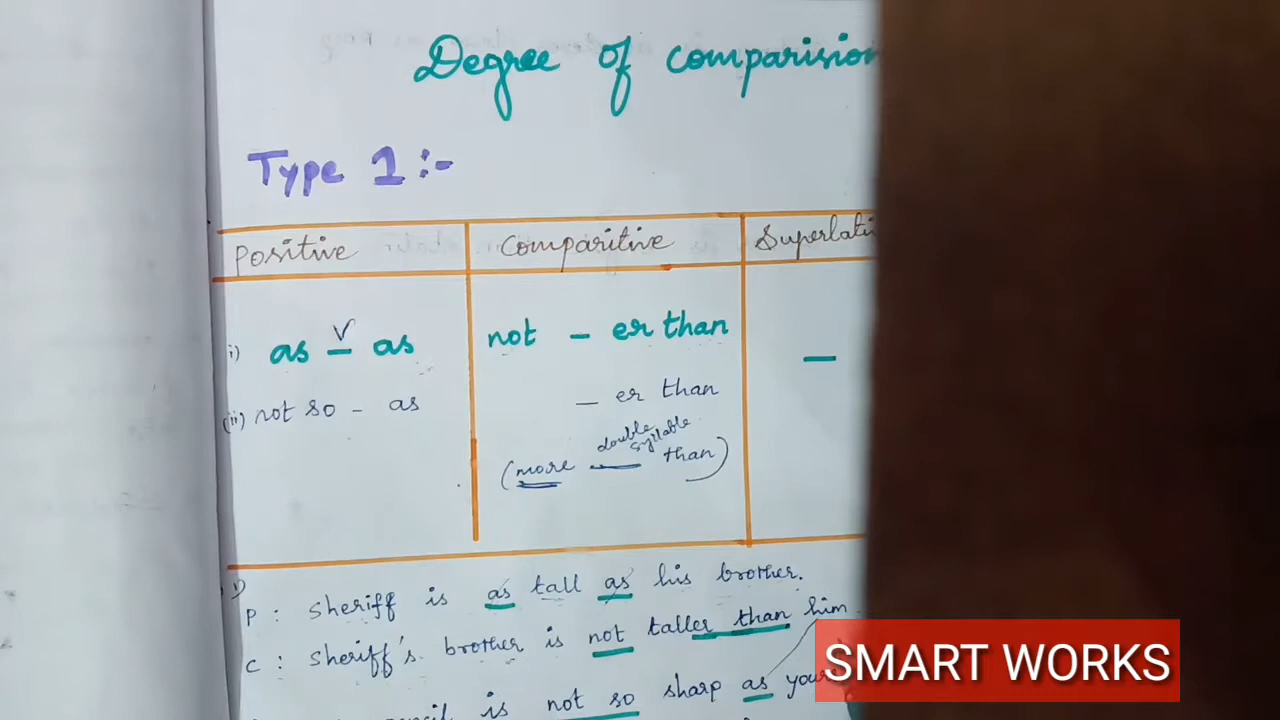 Degree of comparision
Type 1:-
Positive Comparitive Superlati
i) as - as not - er than -
(ii) not so - as - er than
double syllable
(more — than)
1)
P : Sheriff is as tall as his brother.
C : Sheriff's brother is not taller than him.
is not so sharp as
SMART WORKS